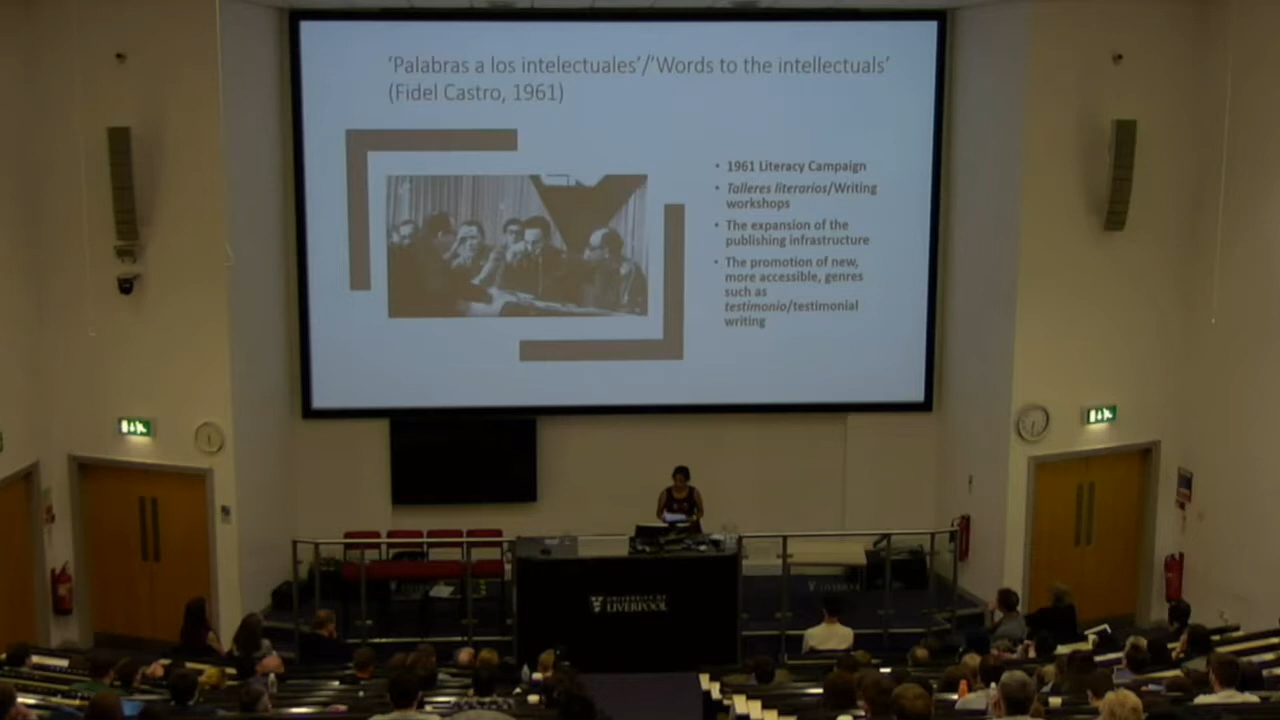 ‘Palabras a los intelectuales’/‘Words to the intellectuals’
(Fidel Castro, 1961)
• 1961 Literacy Campaign
• Talleres literarios/Writing
workshops
• The expansion of the
publishing infrastructure
• The promotion of new,
more accessible, genres
such as
testimonio/testimonial
writing
UNIVERSITY OF
LIVERPOOL